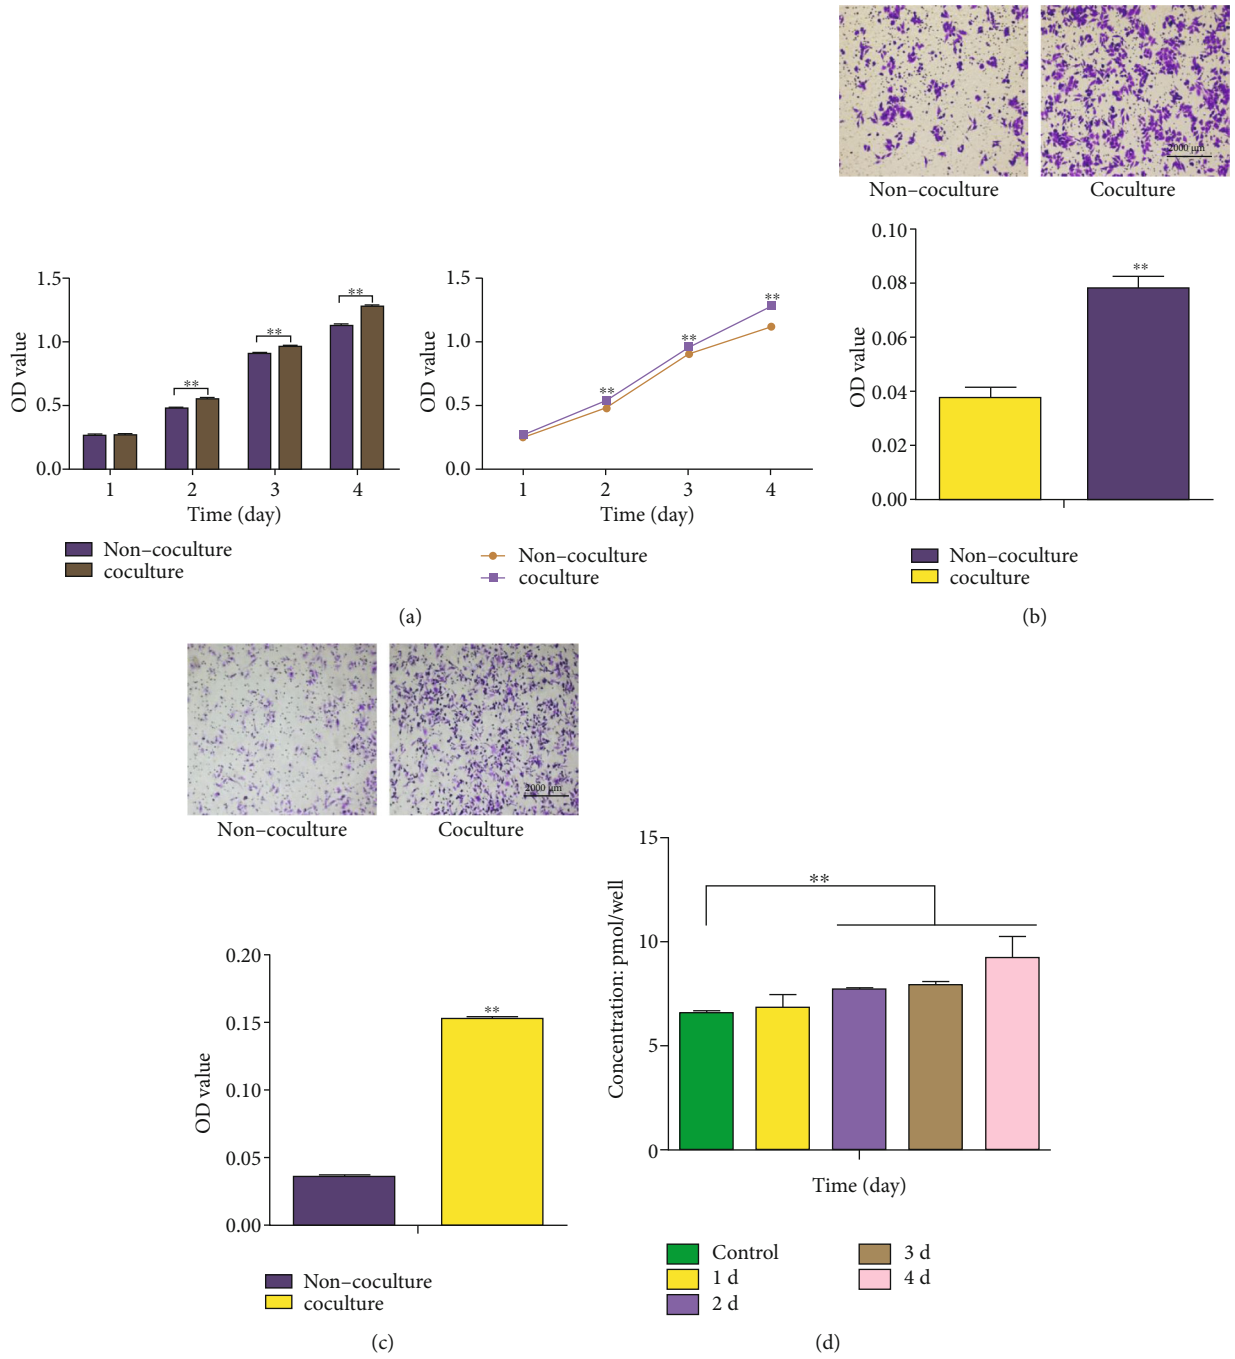 2000 μm
Non–coculture
Coculture
1.5
1.0
0.5
0.0
OD value
**
**
**
1
2
3
4
Time (day)
Non–coculture
coculture
1.5
1.0
0.5
0.0
OD value
**
**
**
1
2
3
4
Time (day)
Non–coculture
coculture
(a)
0.10
0.08
0.06
0.04
0.02
0.00
OD value
**
Non–coculture
coculture
(b)
2000 μm
Non–coculture
Coculture
0.20
0.15
0.10
0.05
0.00
OD value
**
Non–coculture
coculture
(c)
15
10
5
0
Concentration: pmol/well
**
Time (day)
Control
1 d
2 d
3 d
4 d
(d)